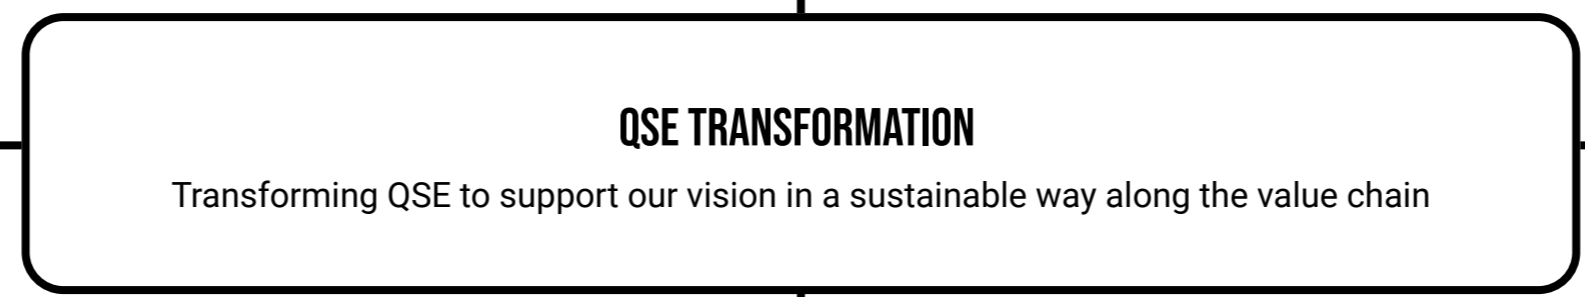 QSE TRANSFORMATION
Transforming QSE to support our vision in a sustainable way along the value chain